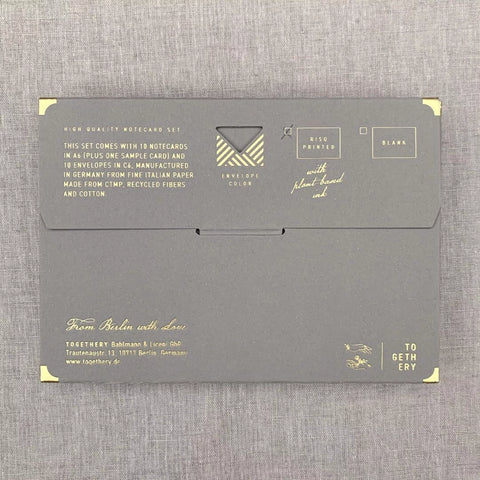 HIGH QUALITY NOTECARD SET
THIS SET COMES WITH 10 NOTECARDS
IN A6 (PLUS ONE SAMPLE CARD) AND
10 ENVELOPES IN C6, MANUFACTURED
IN GERMANY FROM FINE ITALIAN PAPER
MADE FROM CTMP, RECYCLED FIBERS
AND COTTON.
ENVELOPE
COLOR
RISO
PRINTED
with
plant-based
ink
BLANK
From Berlin with Love
TOGETHERY Bahlmann & Liceni GbR
Trautenaustr. 13, 10717 Berlin, Germany
www.togethery.de
TO
GETH
ERY